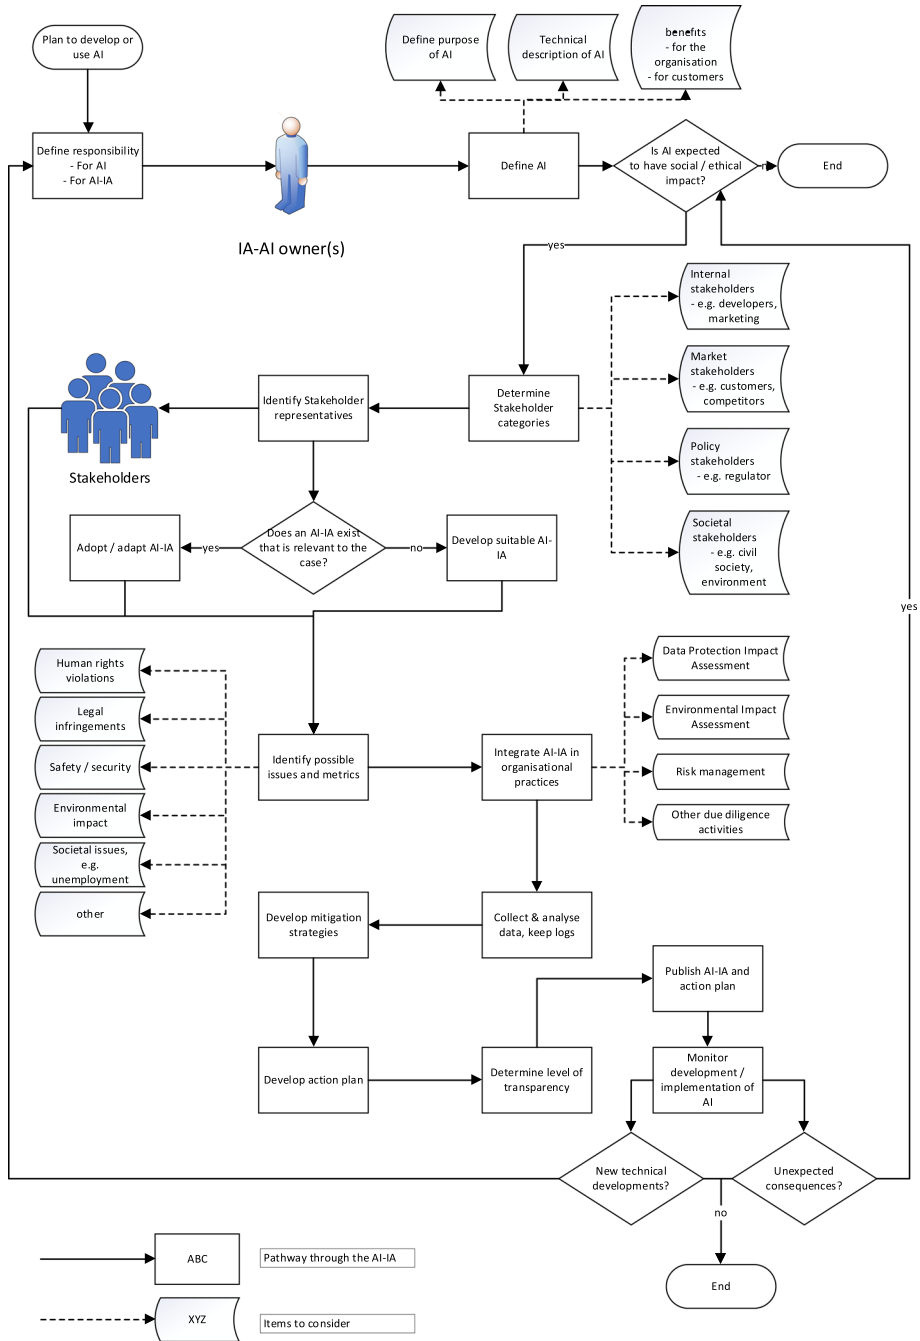 Plan to develop or
use AI
Define purpose
of AI
Technical
description of AI
benefits
- for the
organisation
- for customers
Define responsibility
- For AI
- For AI-IA
IA-AI owner(s)
Define AI
Is AI expected
to have social / ethical
impact?
End
yes
Internal
stakeholders
- e.g. developers,
marketing
Market
stakeholders
- e.g. customers,
competitors
Policy
stakeholders
- e.g. regulator
Societal
stakeholders
- e.g. civil
society,
environment
Stakeholders
Identify Stakeholder
representatives
Determine
Stakeholder
categories
Adopt / adapt AI-IA
yes
Does an AI-IA exist
that is relevant to the
case?
no
Develop suitable AI-
IA
yes
Human rights
violations
Legal
infringements
Safety / security
Environmental
impact
Societal issues,
e.g.
unemployment
other
Identify possible
issues and metrics
Integrate AI-IA in
organisational
practices
Data Protection Impact
Assessment
Environmental Impact
Assessment
Risk management
Other due diligence
activities
Develop mitigation
strategies
Collect & analyse
data, keep logs
Publish AI-IA and
action plan
Develop action plan
Determine level of
transparency
Monitor
development /
implementation of
AI
New technical
developments?
Unexpected
consequences?
no
End
ABC
Pathway through the AI-IA
XYZ
Items to consider